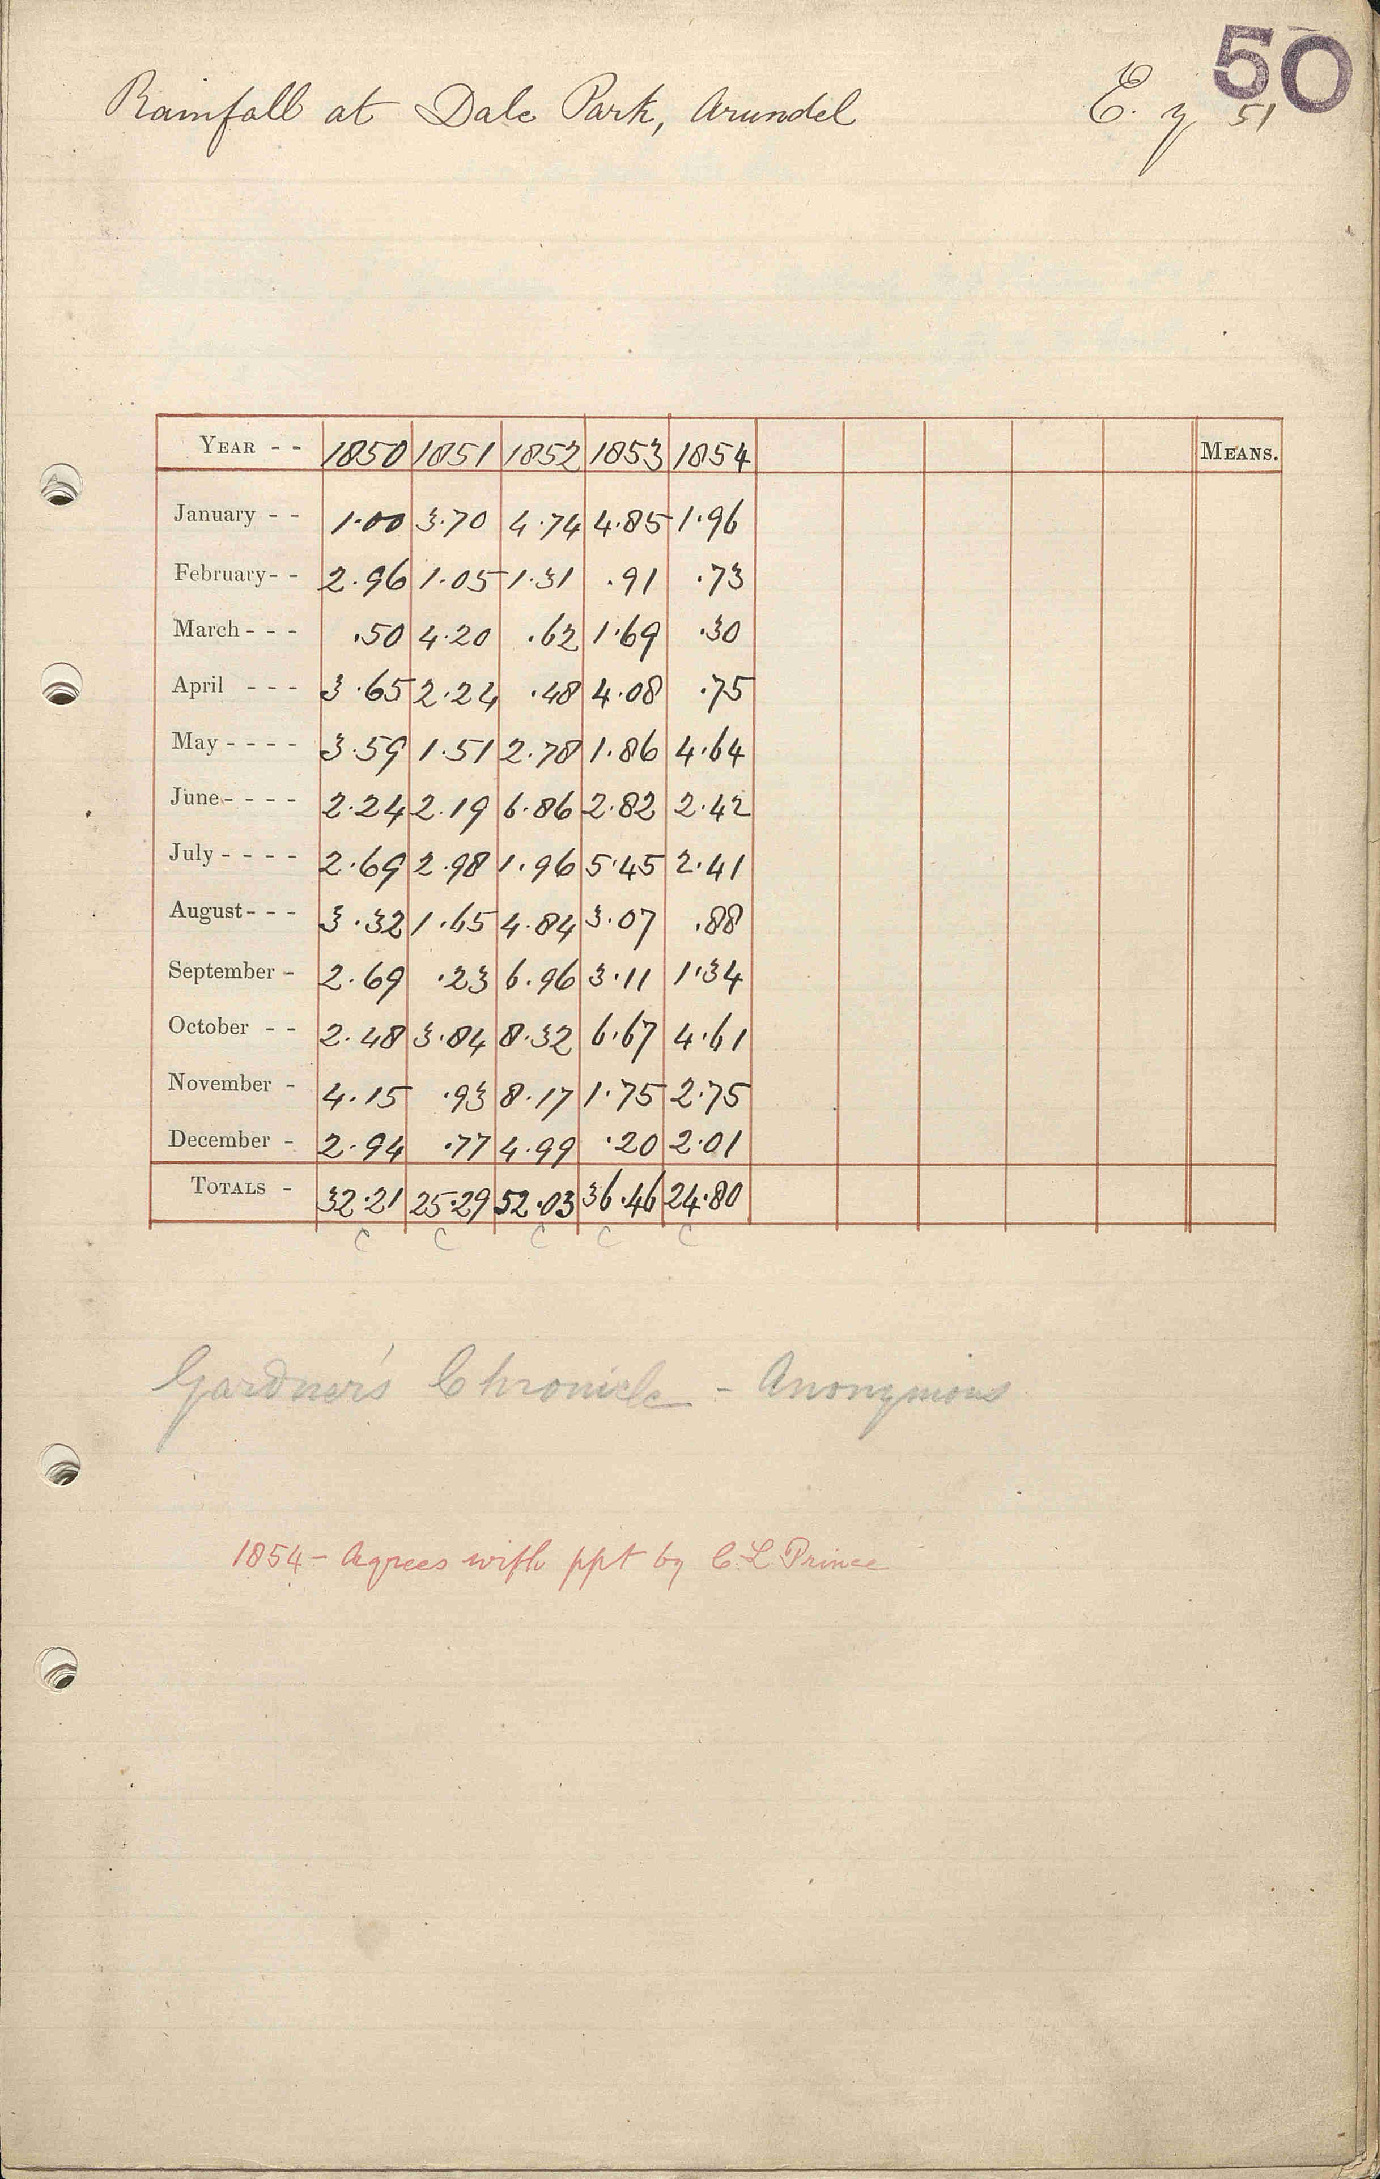 50
Rainfall at Dale Park, Arundel E. y 51
YEAR - - 1850 1851 1852 1853 1854 MEANS.
January - - 1.00 3.70 4.74 4.85 1.96
February - - 2.96 1.05 1.31 .91 .73
March - - - .50 4.20 .62 1.69 .30
April - - - 3.65 2.24 .48 4.08 .75
May - - - - 3.59 1.51 2.78 1.86 4.64
June - - - - 2.24 2.19 6.86 2.82 2.42
July - - - - 2.69 2.98 1.96 5.45 2.41
August - - - 3.32 1.65 4.84 3.07 .88
September - 2.69 .23 6.96 3.11 1.34
October - - 2.48 3.84 8.32 6.67 4.61
November - 4.15 .93 8.17 1.75 2.75
December - 2.94 .77 4.99 .20 2.01
TOTALS - 32.21 25.29 52.03 36.46 24.80
C C C C C
Gardner's Chronicle - Anonymous
1854 - Agrees with ppt by C. L. Prince